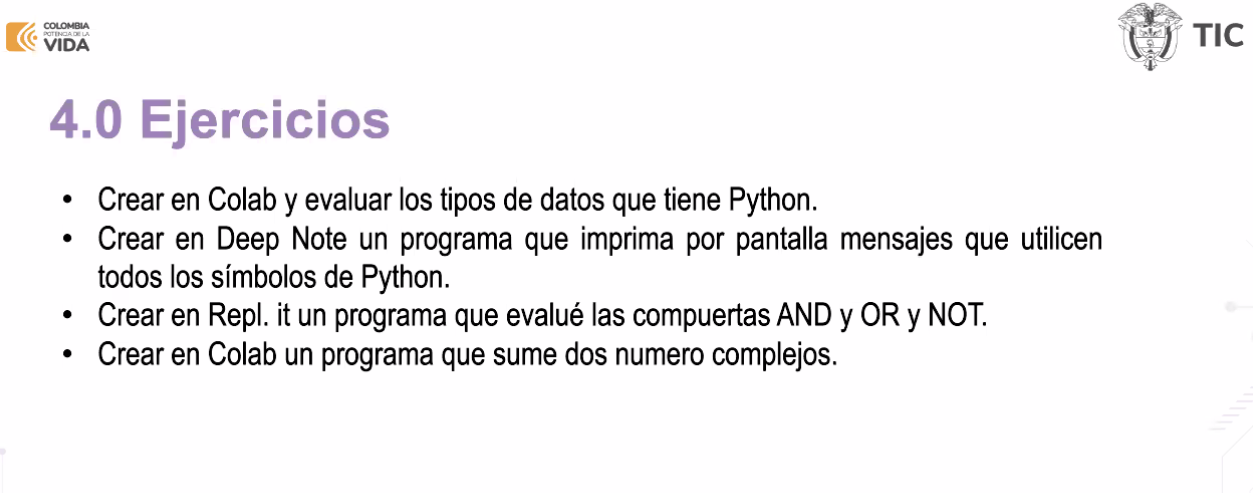 COLOMBIA
POTENCIA DE LA
VIDA
TIC
4.0 Ejercicios
• Crear en Colab y evaluar los tipos de datos que tiene Python.
• Crear en Deep Note un programa que imprima por pantalla mensajes que utilicen
todos los símbolos de Python.
• Crear en Repl. it un programa que evalué las compuertas AND y OR y NOT.
• Crear en Colab un programa que sume dos numero complejos.